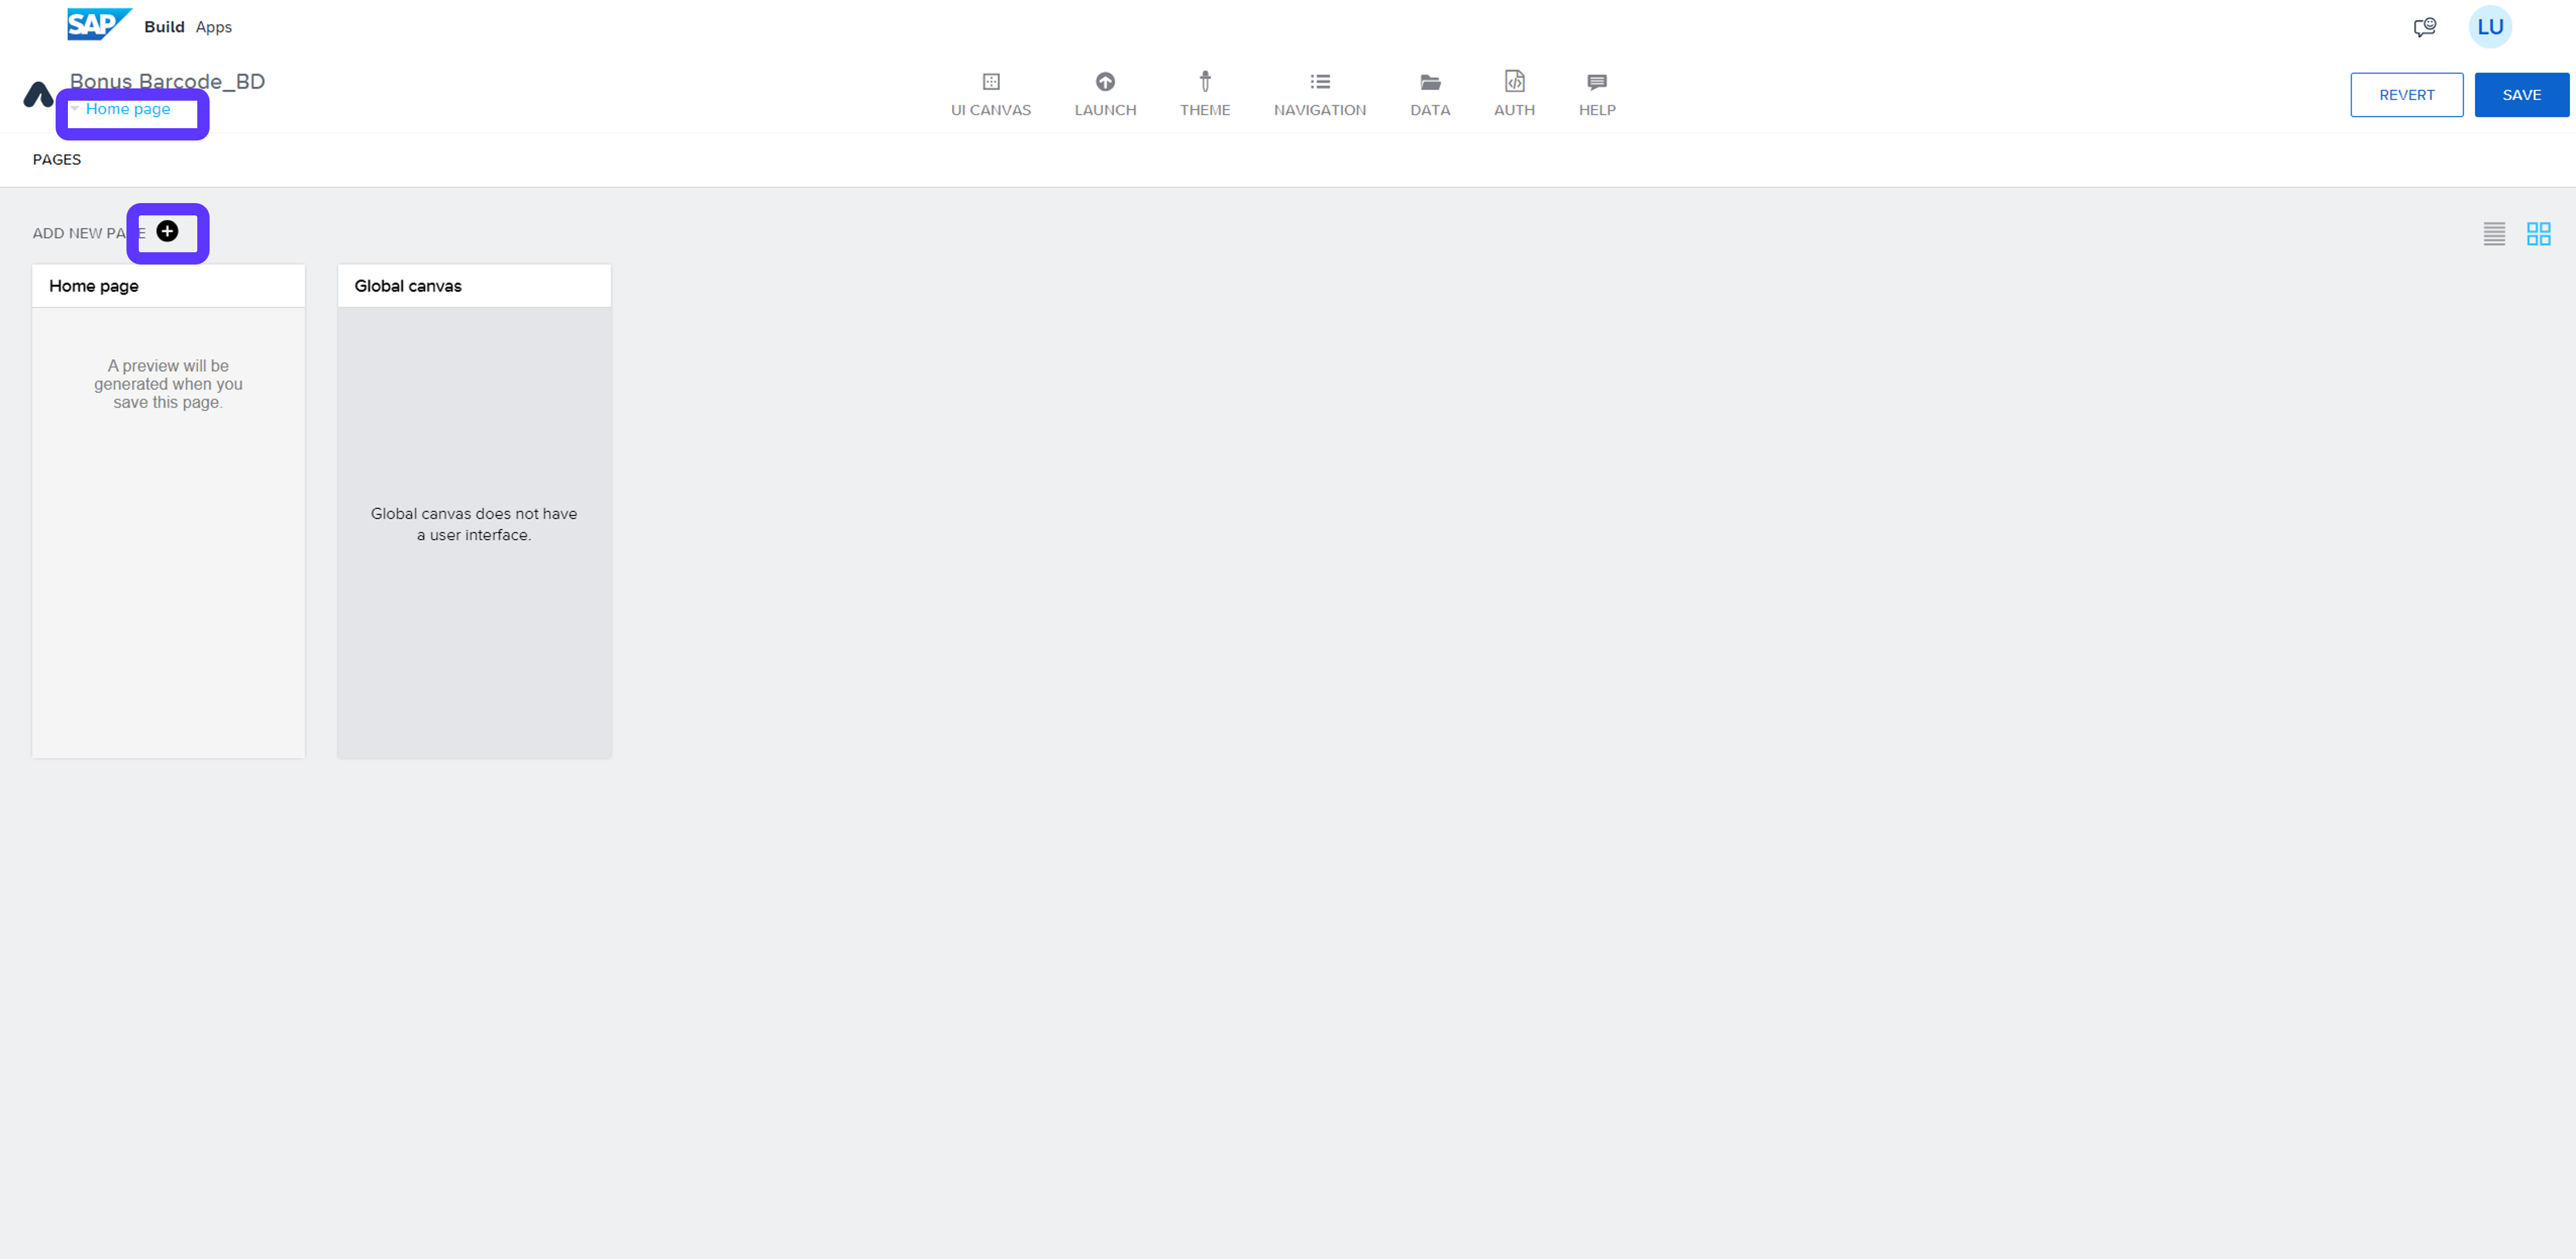 SAP Build Apps
LU
Bonus Barcode_BD
Home page
UI CANVAS
LAUNCH
THEME
NAVIGATION
DATA
AUTH
HELP
REVERT
SAVE
PAGES
ADD NEW PAGE
Home page
A preview will be
generated when you
save this page.
Global canvas
Global canvas does not have
a user interface.